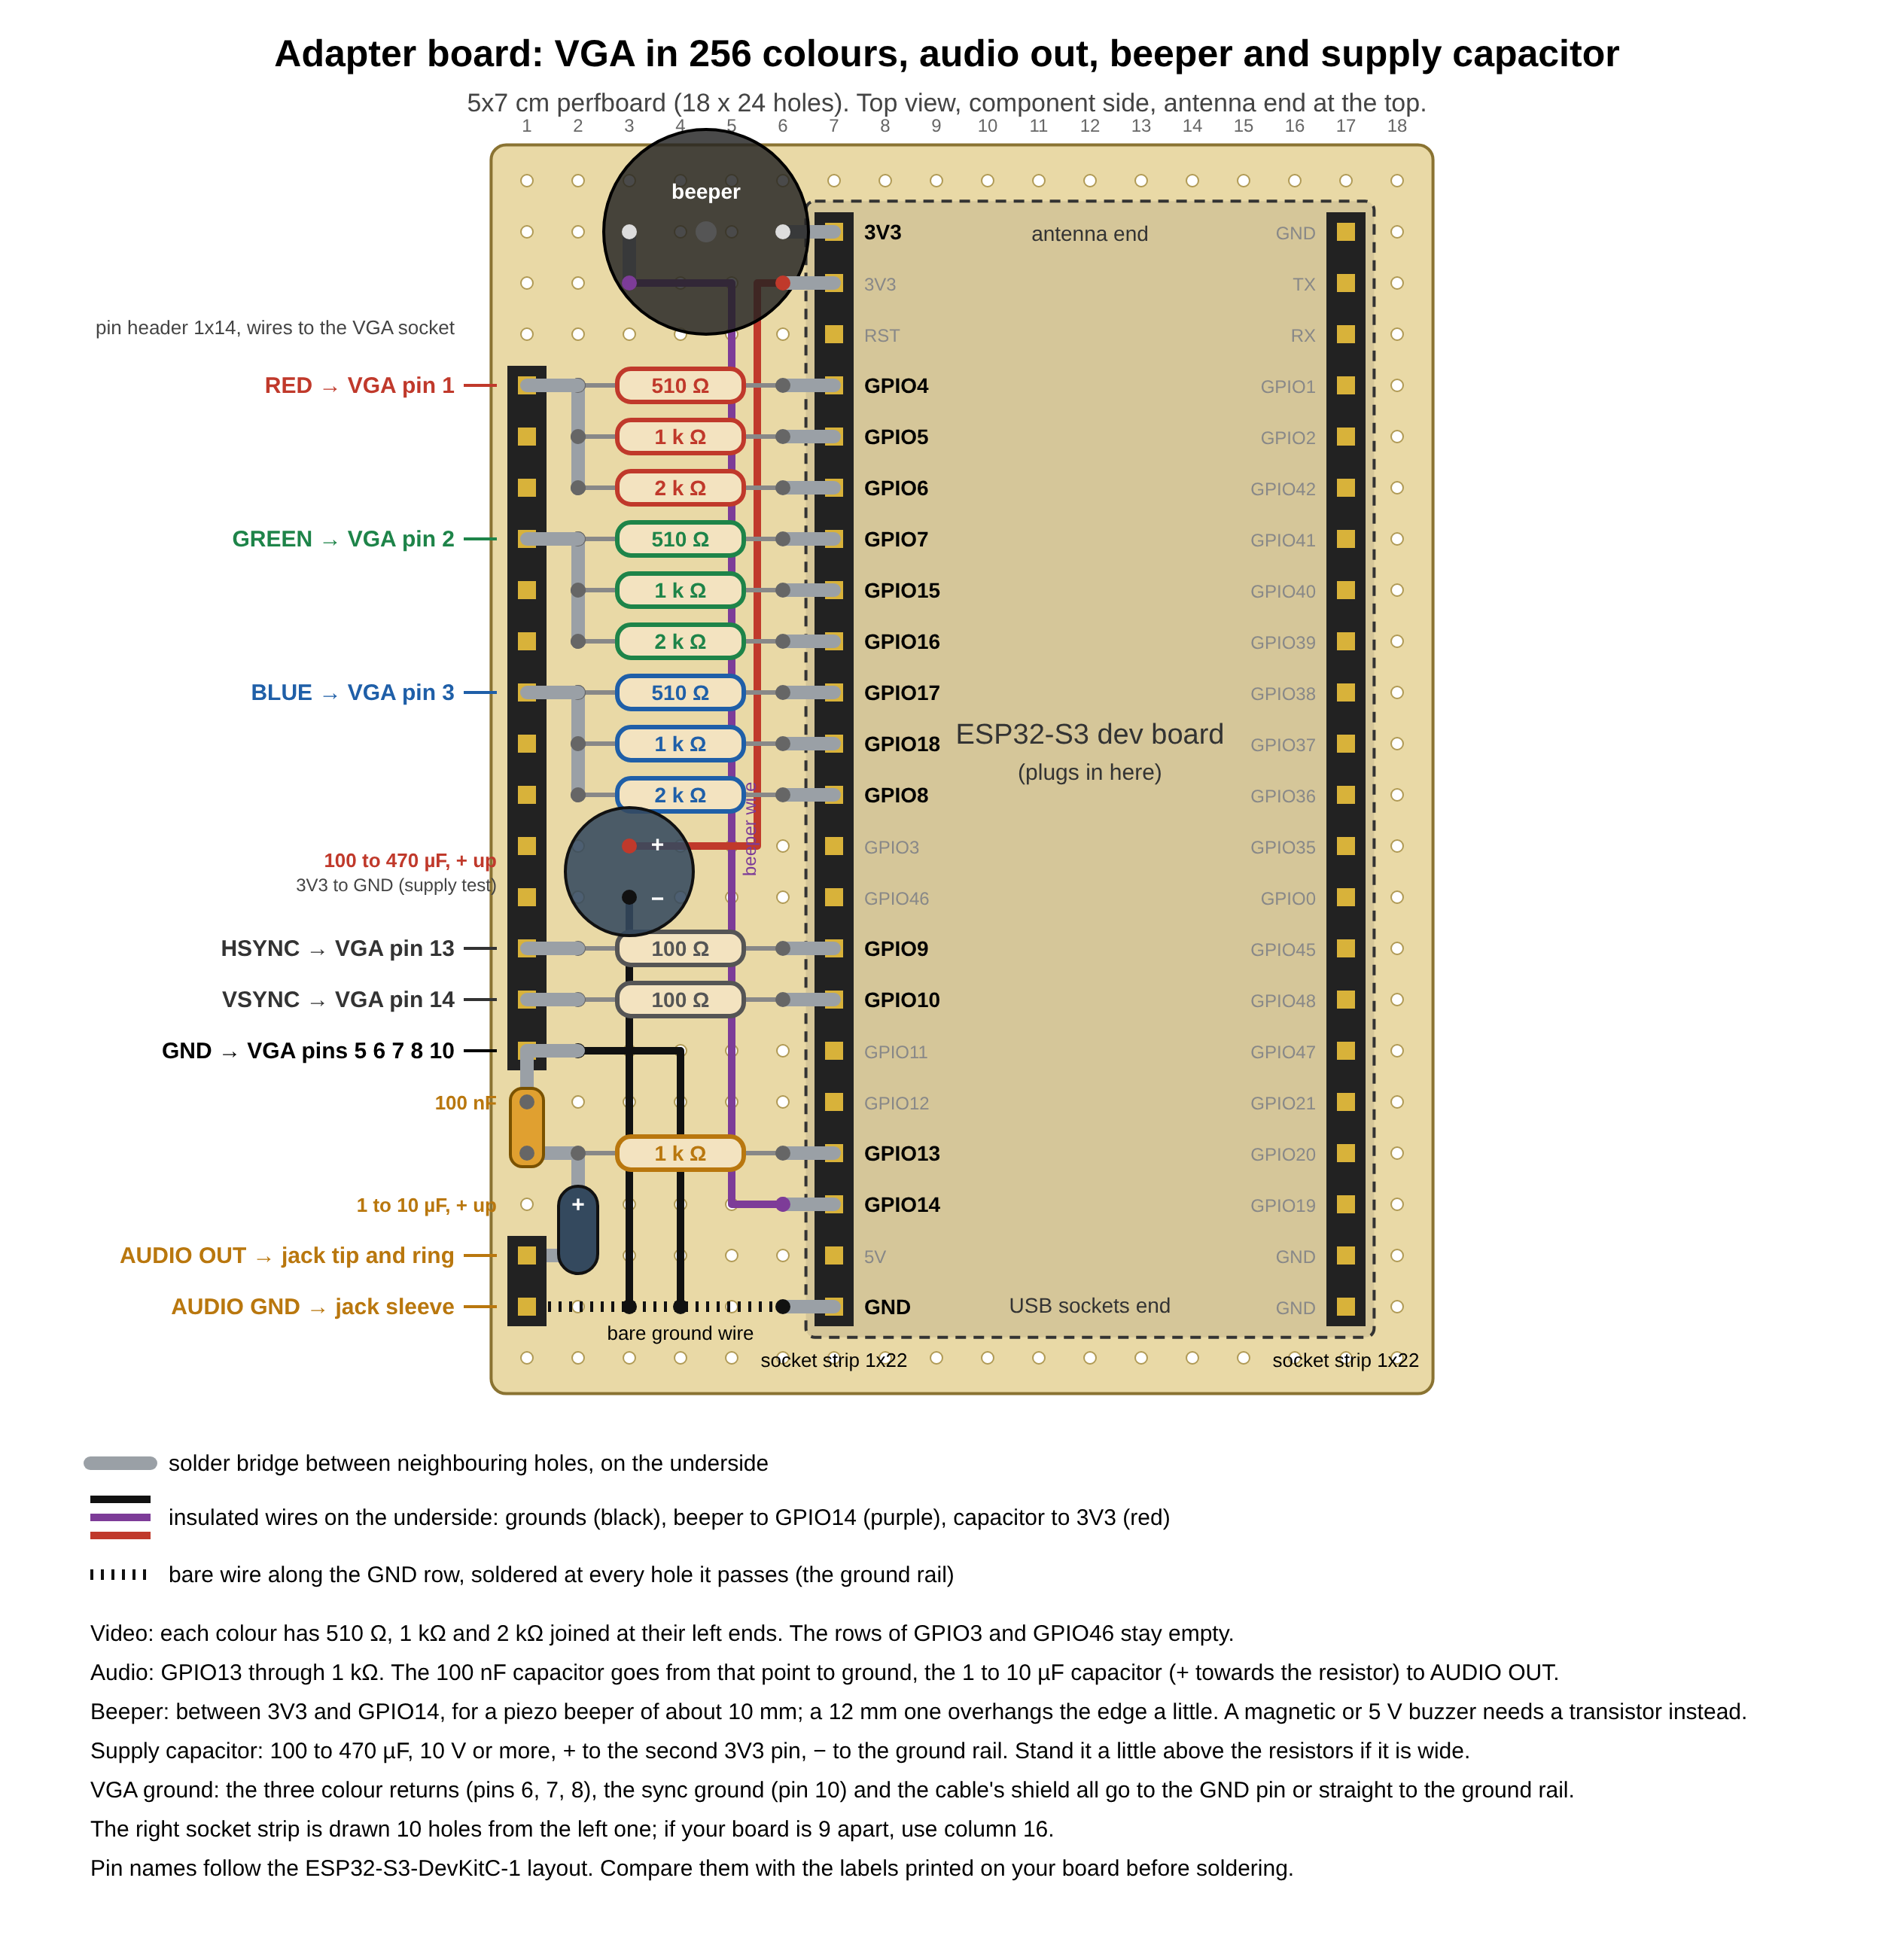 Adapter board: VGA in 256 colours, audio out, beeper and supply capacitor
5x7 cm perfboard (18 x 24 holes). Top view, component side, antenna end at the top.
1 2 3 4 5 6 7 8 9 10 11 12 13 14 15 16 17 18
beeper
3V3 antenna end GND
3V3 TX
pin header 1x14, wires to the VGA socket
RST RX
RED → VGA pin 1 510 Ω GPIO4 GPIO1
1 k Ω GPIO5 GPIO2
2 k Ω GPIO6 GPIO42
GREEN → VGA pin 2 510 Ω GPIO7 GPIO41
1 k Ω GPIO15 GPIO40
2 k Ω GPIO16 GPIO39
BLUE → VGA pin 3 510 Ω GPIO17 GPIO38
1 k Ω GPIO18 ESP32-S3 dev board GPIO37
(plugs in here)
2 k Ω GPIO8 GPIO36
beeper wire
+ GPIO3 GPIO35
100 to 470 µF, + up
3V3 to GND (supply test)
− GPIO46 GPIO0
HSYNC → VGA pin 13 100 Ω GPIO9 GPIO45
VSYNC → VGA pin 14 100 Ω GPIO10 GPIO48
GND → VGA pins 5 6 7 8 10 GPIO11 GPIO47
100 nF GPIO12 GPIO21
1 k Ω GPIO13 GPIO20
1 to 10 µF, + up + GPIO14 GPIO19
AUDIO OUT → jack tip and ring 5V GND
AUDIO GND → jack sleeve GND USB sockets end GND
bare ground wire
socket strip 1x22 socket strip 1x22
solder bridge between neighbouring holes, on the underside
insulated wires on the underside: grounds (black), beeper to GPIO14 (purple), capacitor to 3V3 (red)
bare wire along the GND row, soldered at every hole it passes (the ground rail)
Video: each colour has 510 Ω, 1 kΩ and 2 kΩ joined at their left ends. The rows of GPIO3 and GPIO46 stay empty.
Audio: GPIO13 through 1 kΩ. The 100 nF capacitor goes from that point to ground, the 1 to 10 µF capacitor (+ towards the resistor) to AUDIO OUT.
Beeper: between 3V3 and GPIO14, for a piezo beeper of about 10 mm; a 12 mm one overhangs the edge a little. A magnetic or 5 V buzzer needs a transistor instead.
Supply capacitor: 100 to 470 µF, 10 V or more, + to the second 3V3 pin, − to the ground rail. Stand it a little above the resistors if it is wide.
VGA ground: the three colour returns (pins 6, 7, 8), the sync ground (pin 10) and the cable's shield all go to the GND pin or straight to the ground rail.
The right socket strip is drawn 10 holes from the left one; if your board is 9 apart, use column 16.
Pin names follow the ESP32-S3-DevKitC-1 layout. Compare them with the labels printed on your board before soldering.